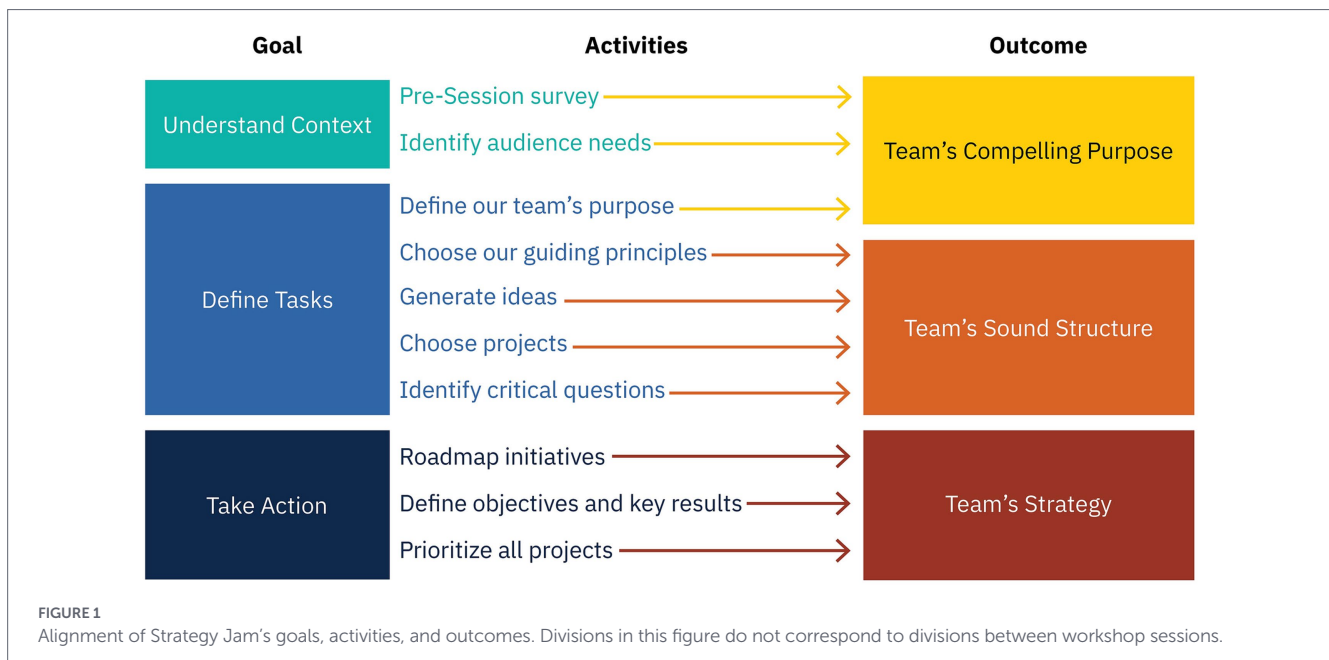 Goal
Activities
Outcome
Understand Context
Pre-Session survey
Identify audience needs
Team’s Compelling Purpose
Define Tasks
Define our team’s purpose
Choose our guiding principles
Generate ideas
Choose projects
Identify critical questions
Team’s Sound Structure
Take Action
Roadmap initiatives
Define objectives and key results
Prioritize all projects
Team’s Strategy
FIGURE 1
Alignment of Strategy Jam’s goals, activities, and outcomes. Divisions in this figure do not correspond to divisions between workshop sessions.